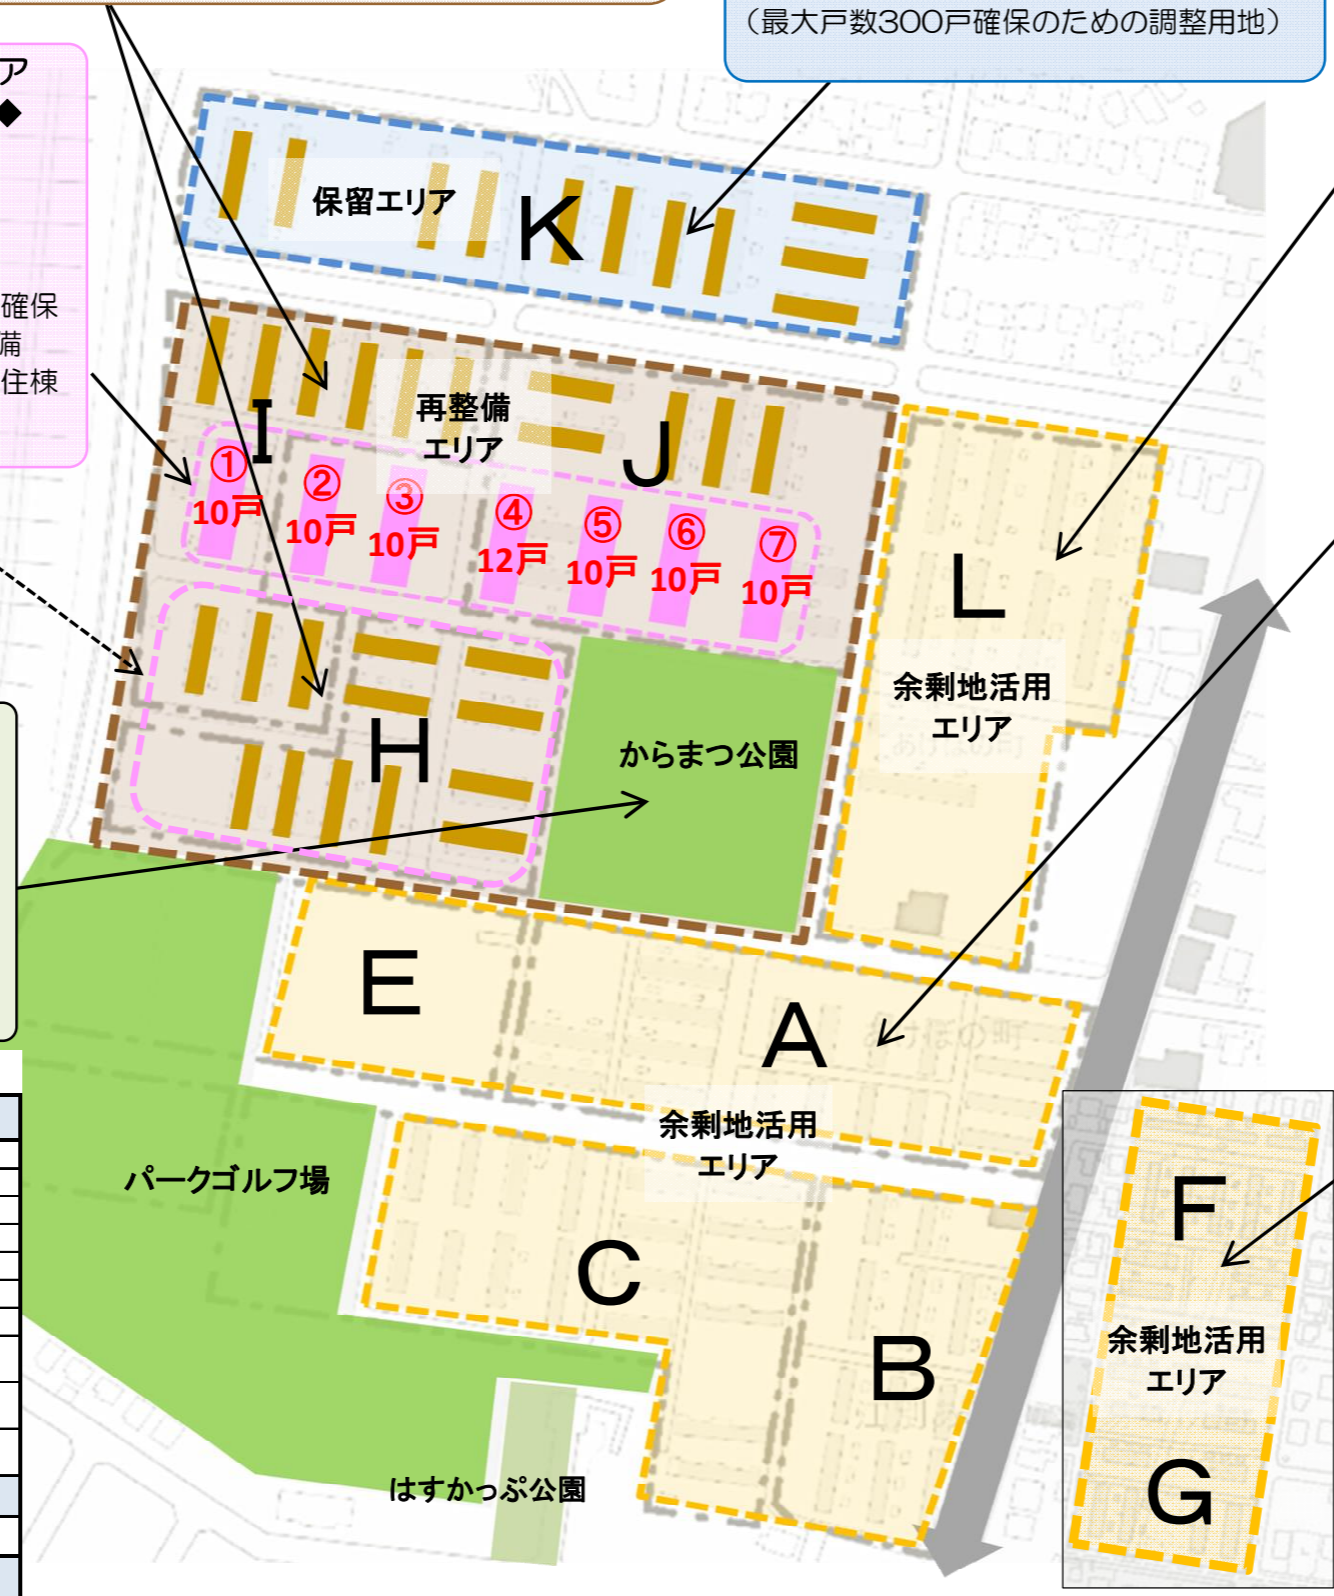 （最大戸数300戸確保のための調整用地）
ア
◆
確保
備
住棟
保留エリア
K
再整備
エリア
I
J
①
10戸
②
10戸
③
10戸
④
12戸
⑤
10戸
⑥
10戸
⑦
10戸
L
余剰地活用
エリア
H
からまつ公園
E
A
あけぼの町
余剰地活用
エリア
パークゴルフ場
C
B
はすかっぷ公園
F
余剰地活用
エリア
G